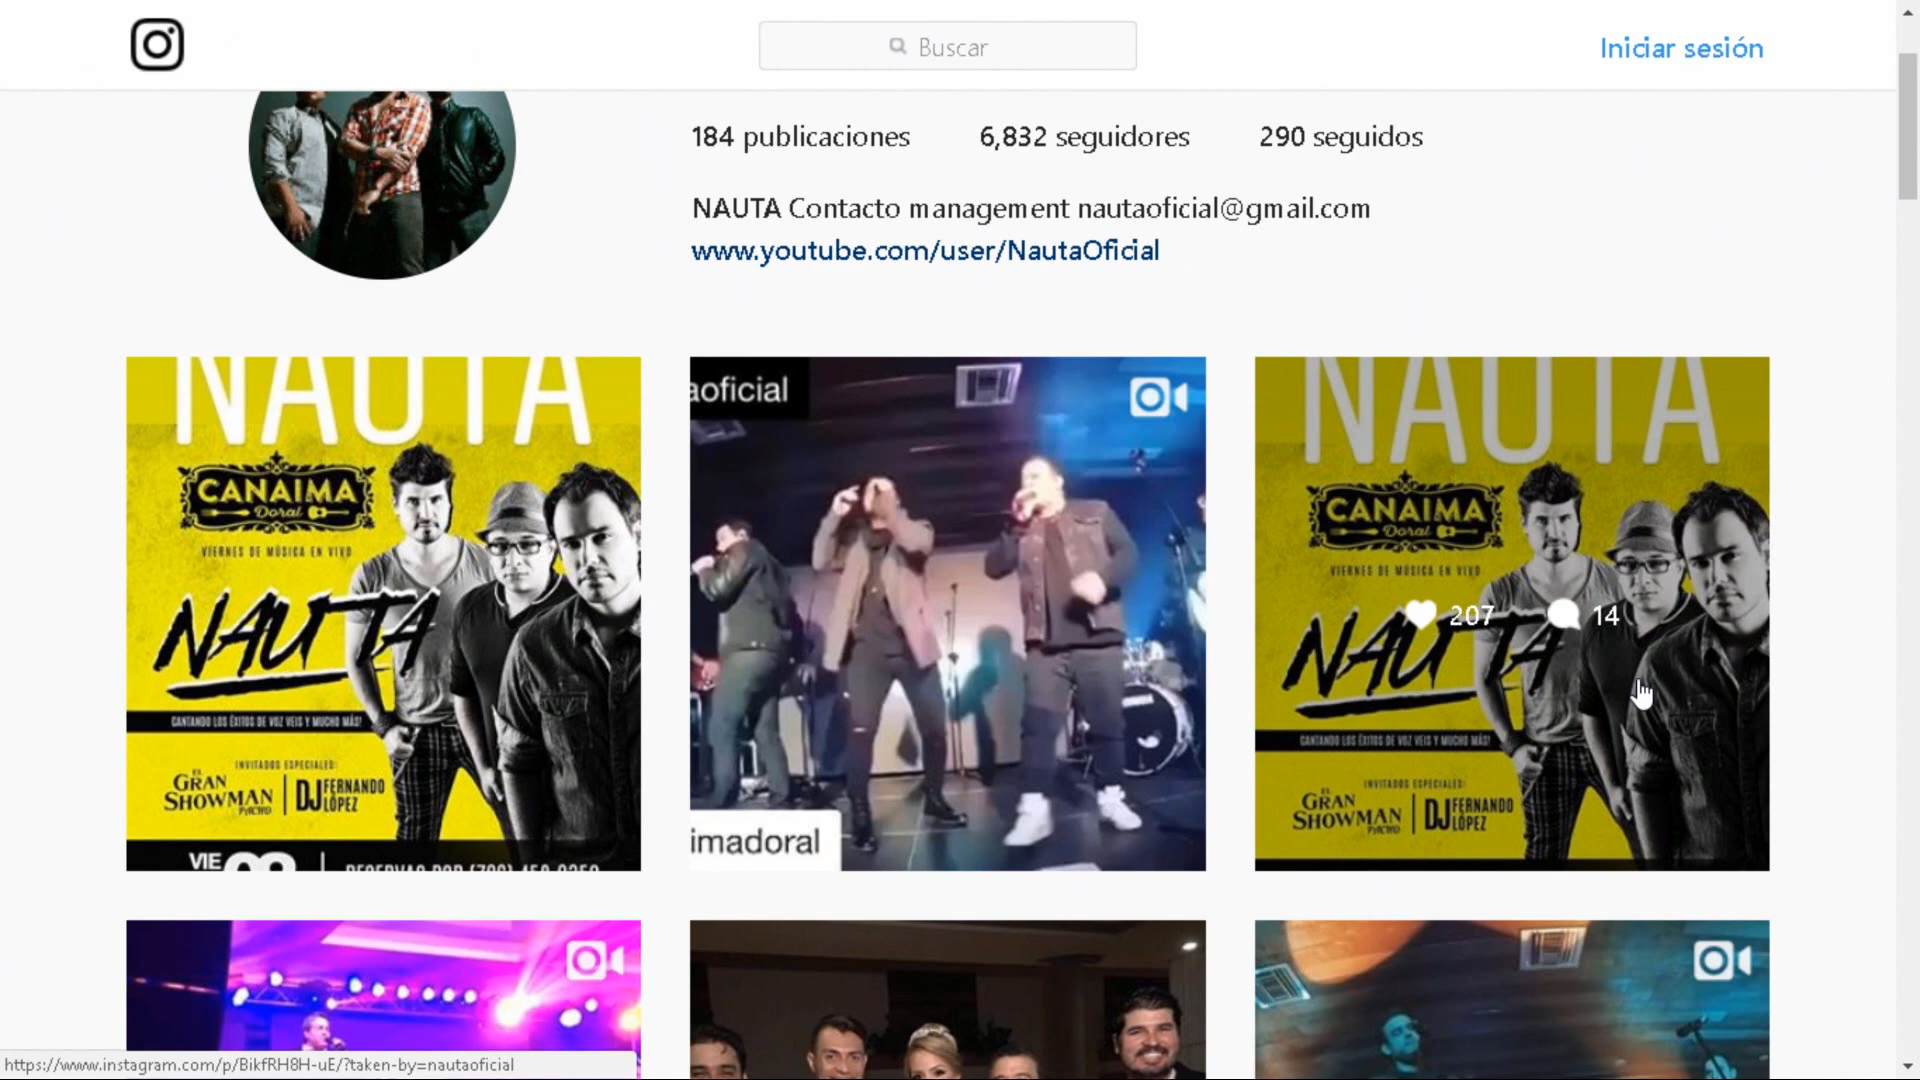 Buscar
Iniciar sesión
184 publicaciones
6,832 seguidores
290 seguidos
NAUTA Contacto management nautaoficial@gmail.com
www.youtube.com/user/NautaOficial
NAUTA
CANAIMA
Doral
VIERNES DE MÚSICA EN VIVO
NAUTA
CANTANDO LOS ÉXITOS DE VOZ VEIS Y MUCHO MÁS!
INVITADOS ESPECIALES:
EL
GRAN
SHOWMAN
PACHO
DJ FERNANDO
LÓPEZ
VIE
aoficial
imadoral
NAUTA
CANAIMA
Doral
VIERNES DE MÚSICA EN VIVO
207
14
NAUTA
CANTANDO LOS ÉXITOS DE VOZ VEIS Y MUCHO MÁS!
INVITADOS ESPECIALES:
EL
GRAN
SHOWMAN
PACHO
DJ FERNANDO
LÓPEZ
https://www.instagram.com/p/BikfRH8H-uE/?taken-by=nautaoficial